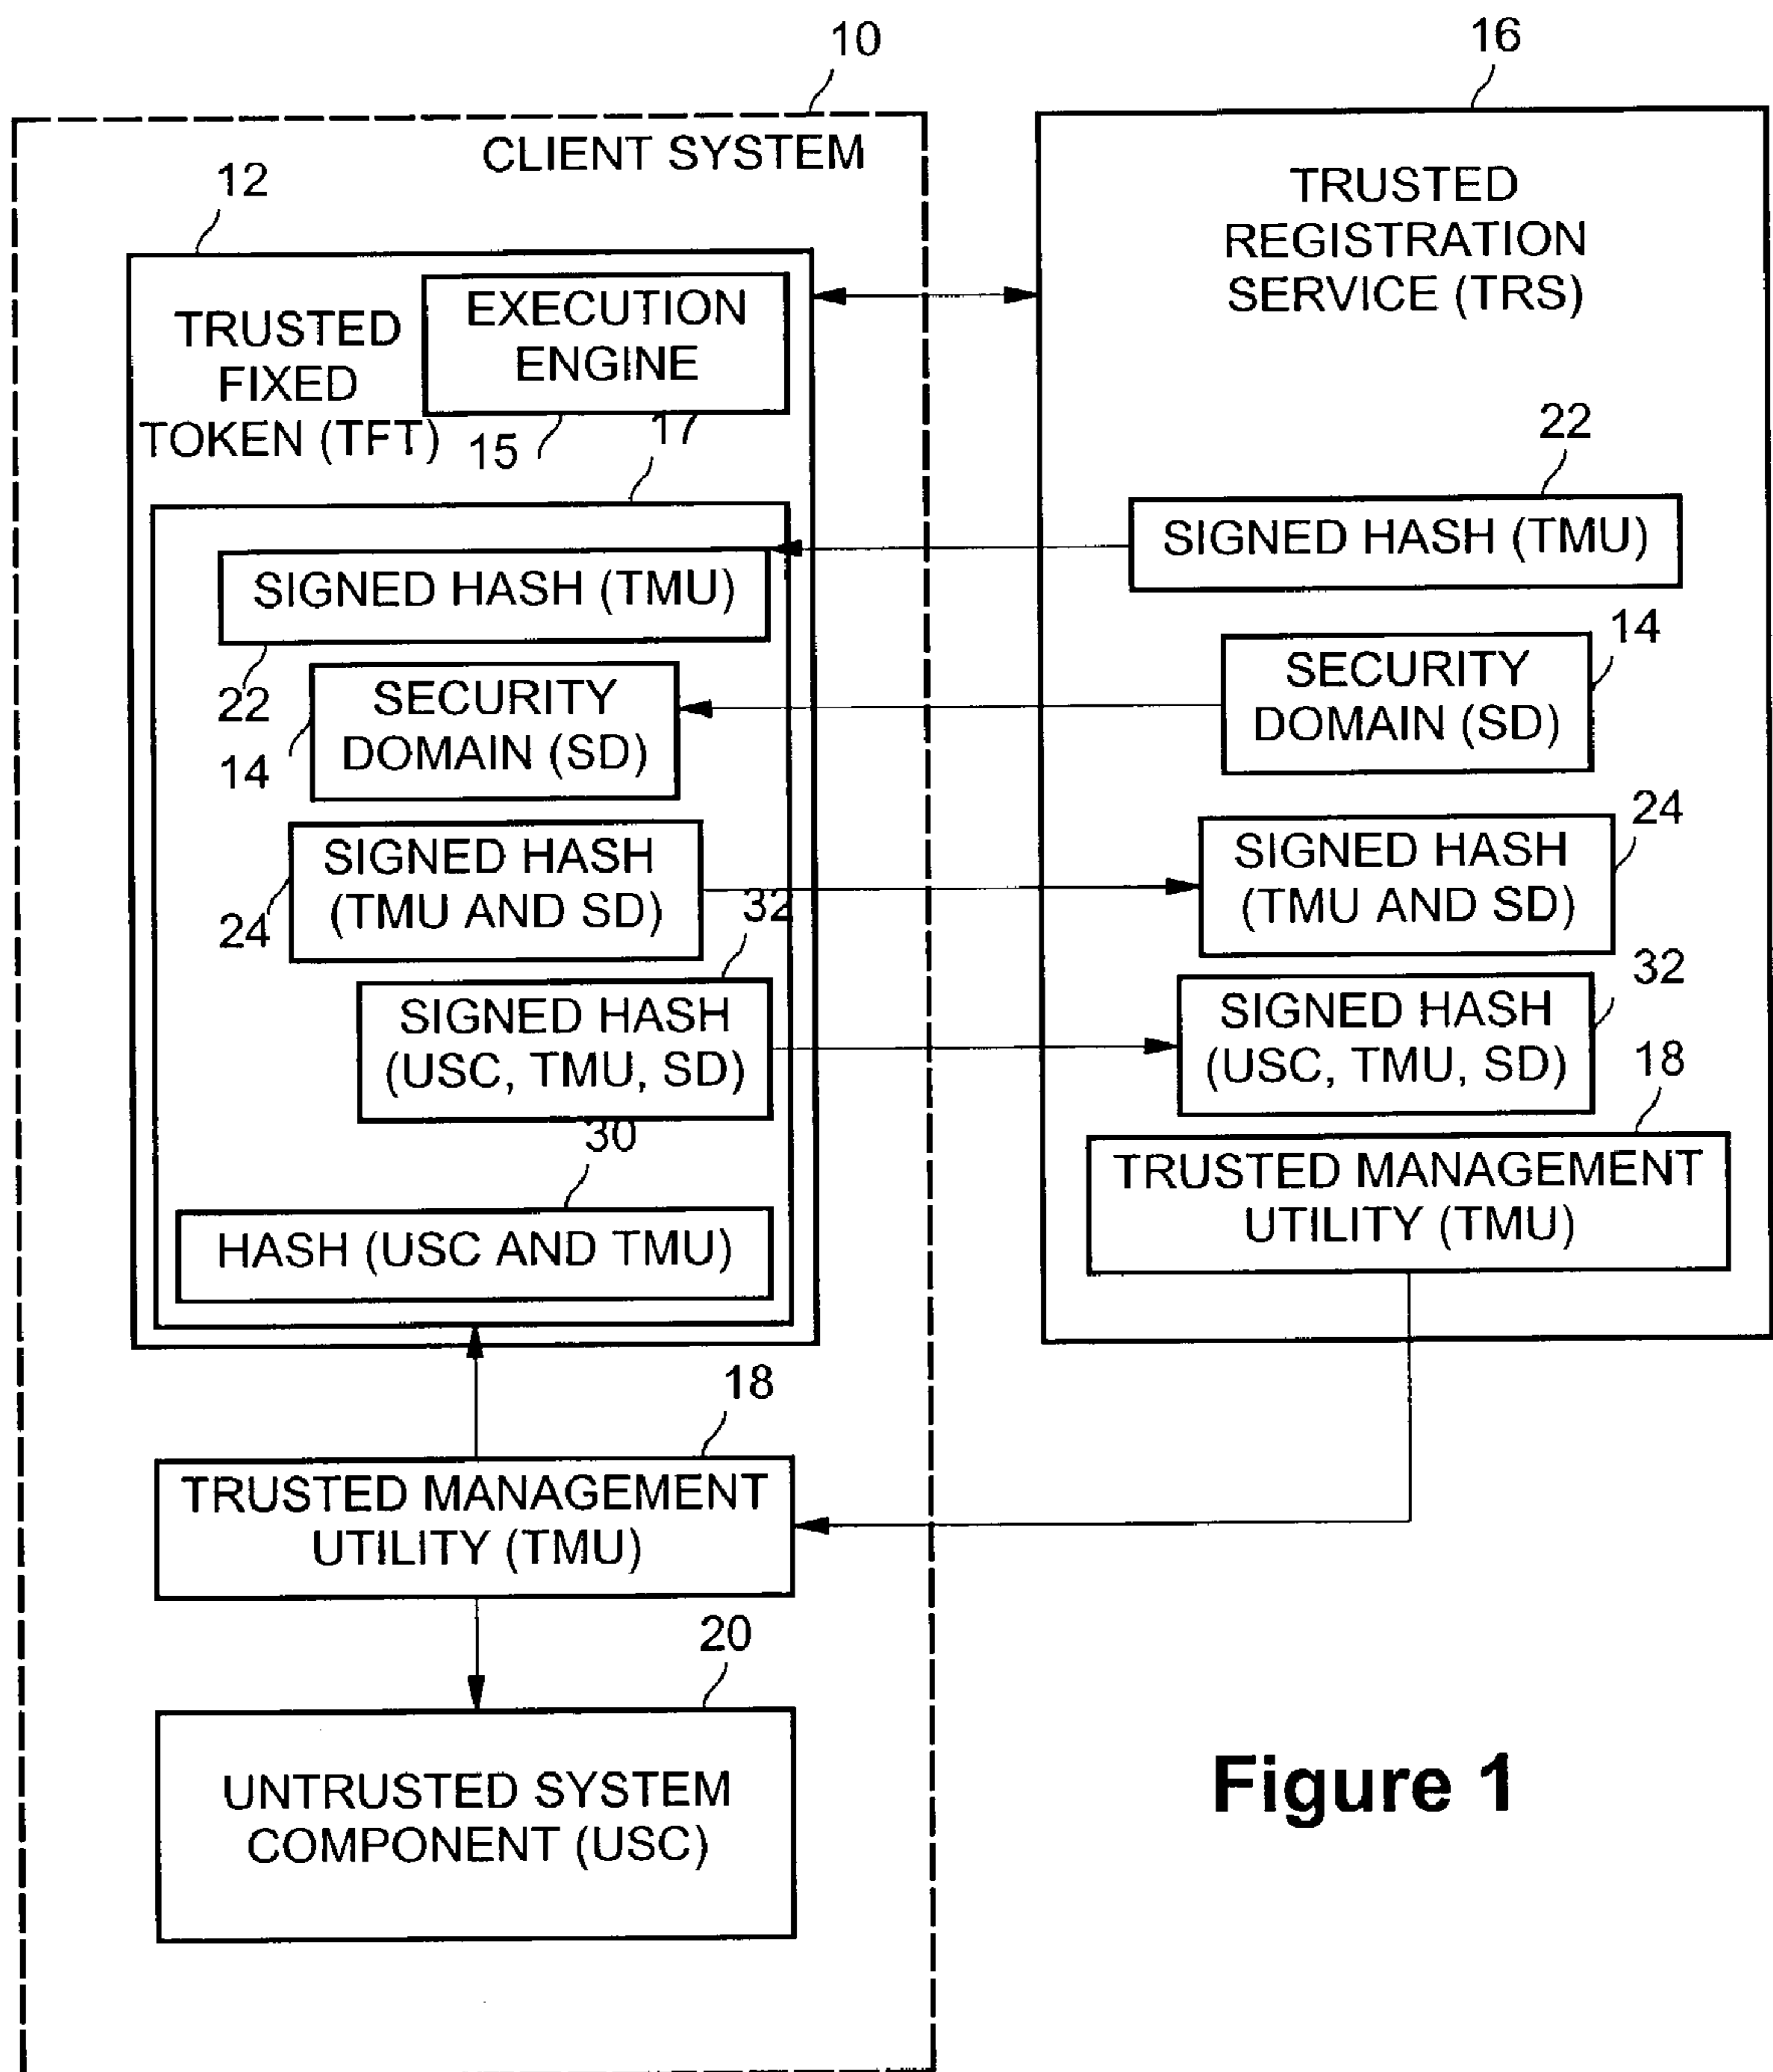 10
16
CLIENT SYSTEM
12
TRUSTED
REGISTRATION
SERVICE (TRS)
EXECUTION
ENGINE
TRUSTED
FIXED
TOKEN (TFT)
15
17
22
SIGNED HASH (TMU)
SIGNED HASH (TMU)
22
14
SECURITY
DOMAIN (SD)
14
SECURITY
DOMAIN (SD)
24
SIGNED HASH
(TMU AND SD)
24
SIGNED HASH
(TMU AND SD)
32
SIGNED HASH
(USC, TMU, SD)
32
SIGNED HASH
(USC, TMU, SD)
18
30
TRUSTED MANAGEMENT
UTILITY (TMU)
HASH (USC AND TMU)
18
TRUSTED MANAGEMENT
UTILITY (TMU)
20
UNTRUSTED SYSTEM
COMPONENT (USC)
Figure 1